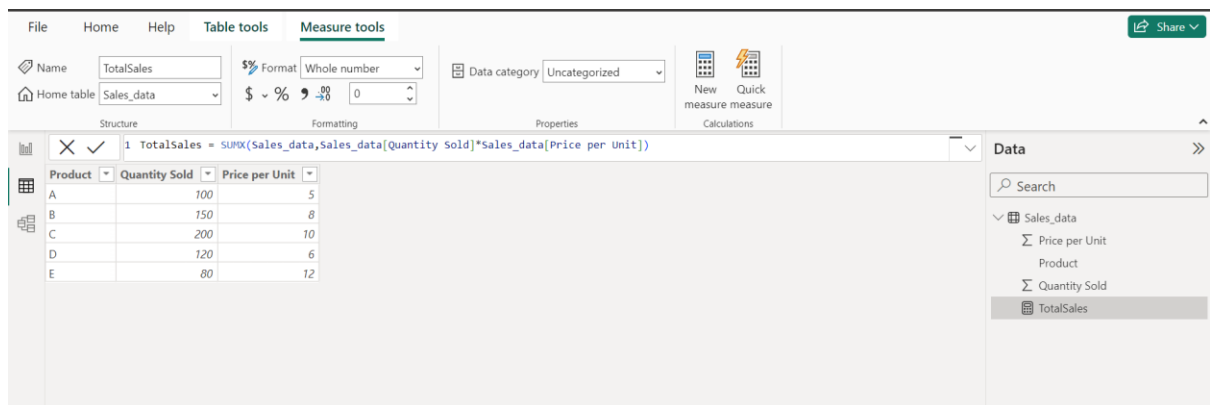 File Home Help Table tools Measure tools Share
Name TotalSales $% Format Whole number Data category Uncategorized
Home table Sales_data $ % 9 .00 →0 0 New Quick
measure measure
Structure Formatting Properties Calculations
1 TotalSales = SUMX(Sales_data,Sales_data[Quantity Sold]*Sales_data[Price per Unit])
Product Quantity Sold Price per Unit
A 100 5
B 150 8
C 200 10
D 120 6
E 80 12
Data
Search
Sales_data
Σ Price per Unit
Product
Σ Quantity Sold
TotalSales